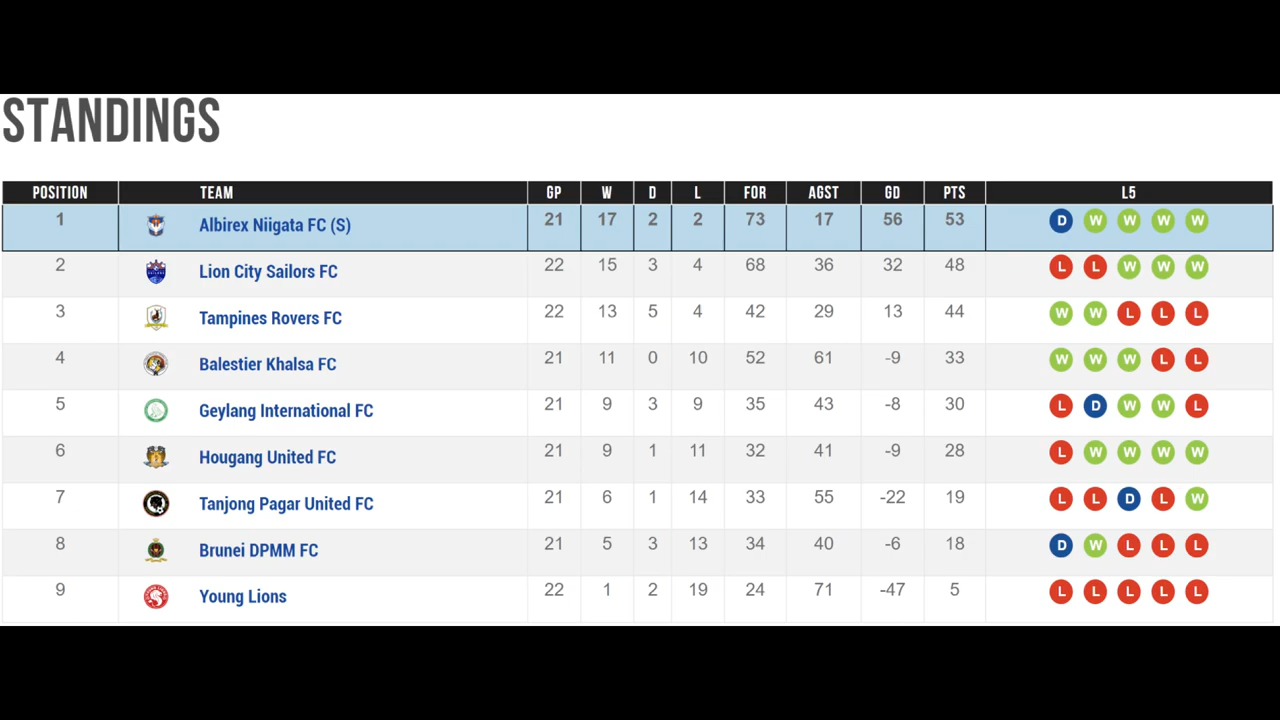 STANDINGS
POSITION TEAM GP W D L FOR AGST GD PTS L5
1 Albirex Niigata FC (S) 21 17 2 2 73 17 56 53 D W W W W
2 Lion City Sailors FC 22 15 3 4 68 36 32 48 L L W W W
3 Tampines Rovers FC 22 13 5 4 42 29 13 44 W W L L L
4 Balestier Khalsa FC 21 11 0 10 52 61 -9 33 W W W L L
5 Geylang International FC 21 9 3 9 35 43 -8 30 L D W W L
6 Hougang United FC 21 9 1 11 32 41 -9 28 L W W W W
7 Tanjong Pagar United FC 21 6 1 14 33 55 -22 19 L L D L W
8 Brunei DPMM FC 21 5 3 13 34 40 -6 18 D W L L L
9 Young Lions 22 1 2 19 24 71 -47 5 L L L L L